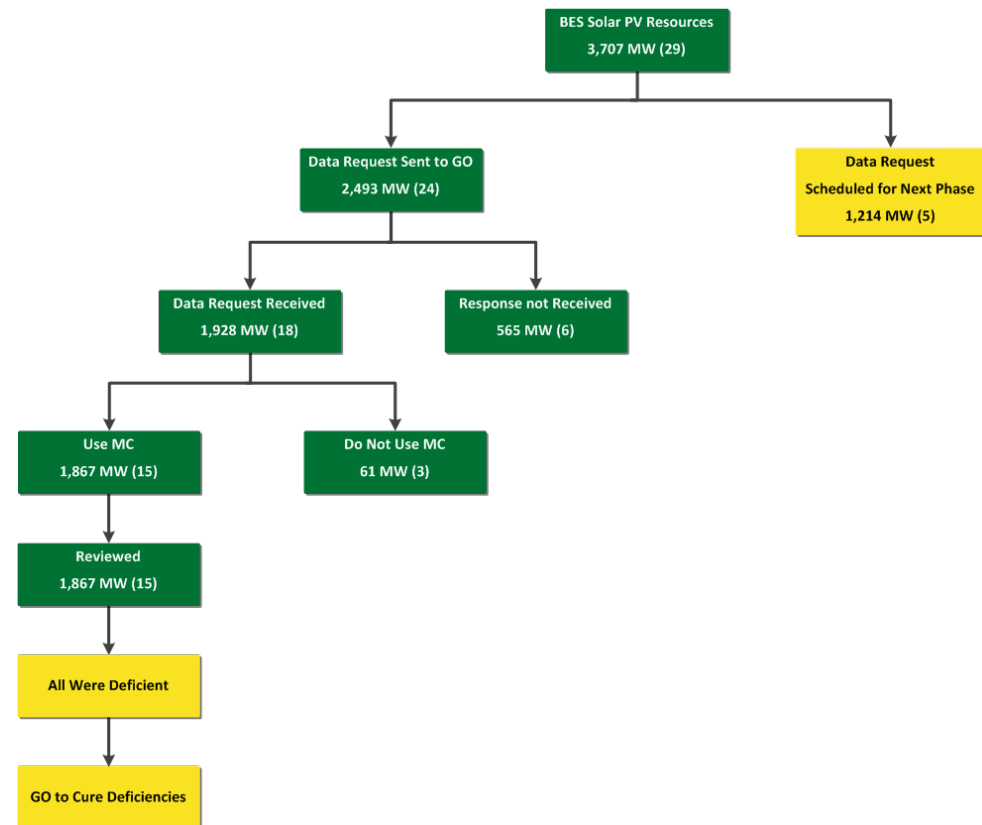 BES Solar PV Resources
3,707 MW (29)
Data Request Sent to GO
2,493 MW (24)
Data Request
Scheduled for Next Phase
1,214 MW (5)
Data Request Received
1,928 MW (18)
Response not Received
565 MW (6)
Use MC
1,867 MW (15)
Do Not Use MC
61 MW (3)
Reviewed
1,867 MW (15)
All Were Deficient
GO to Cure Deficiencies